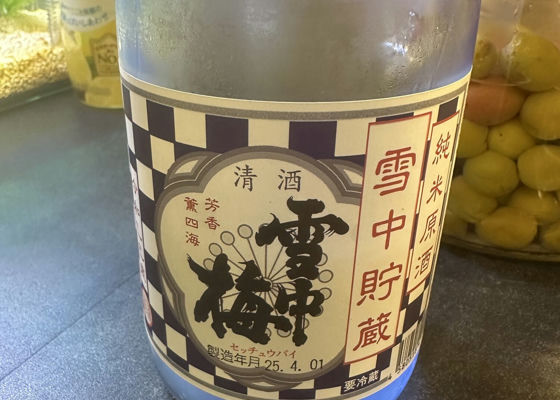 清酒
芳香
薫四海
雪中梅
セッチュウバイ
製造年月 25.4.01
雪中貯蔵
純米原酒
要冷蔵